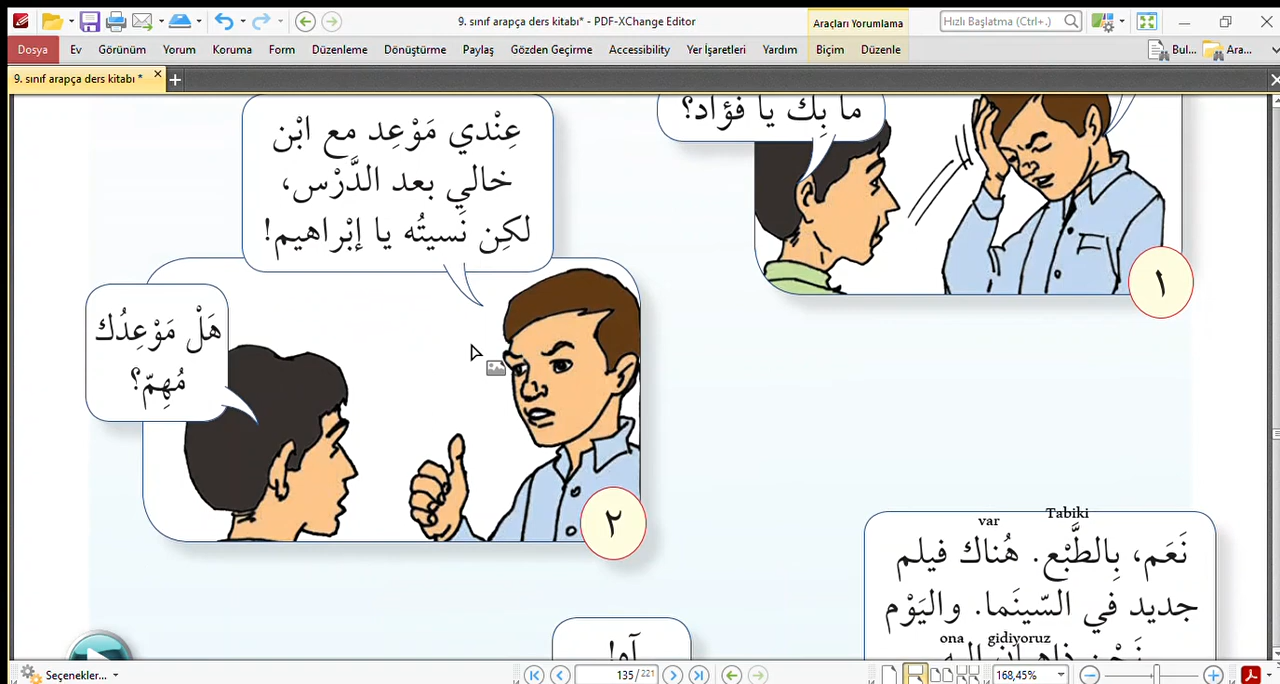 9. sınıf arapça ders kitabı* - PDF-XChange Editor
Araçları Yorumlama
Hızlı Başlatma (Ctrl+.)
Dosya Ev Görünüm Yorum Koruma Form Düzenleme Dönüştürme Paylaş Gözden Geçirme Accessibility Yer İşaretleri Yardım Biçim Düzenle
Bul... Ara...
9. sınıf arapça ders kitabı *
ما بِك يا فؤاد؟
١
عِنْدي مَوْعِد مع ابْن
خالي بعد الدَّرْس،
لكِن نَسيتُه يا إبْراهيم!
هَلْ مَوْعِدُك
مُهِمّ؟
٢
var Tabiki
نَعَم، بِالطَّبْع. هُناك فيلم
جديد في السّينَما. واليَوْم
ona gidiyoruz
نَحْن ذاهِبان إليه
آه!
Seçenekler...
135/221
168,45%